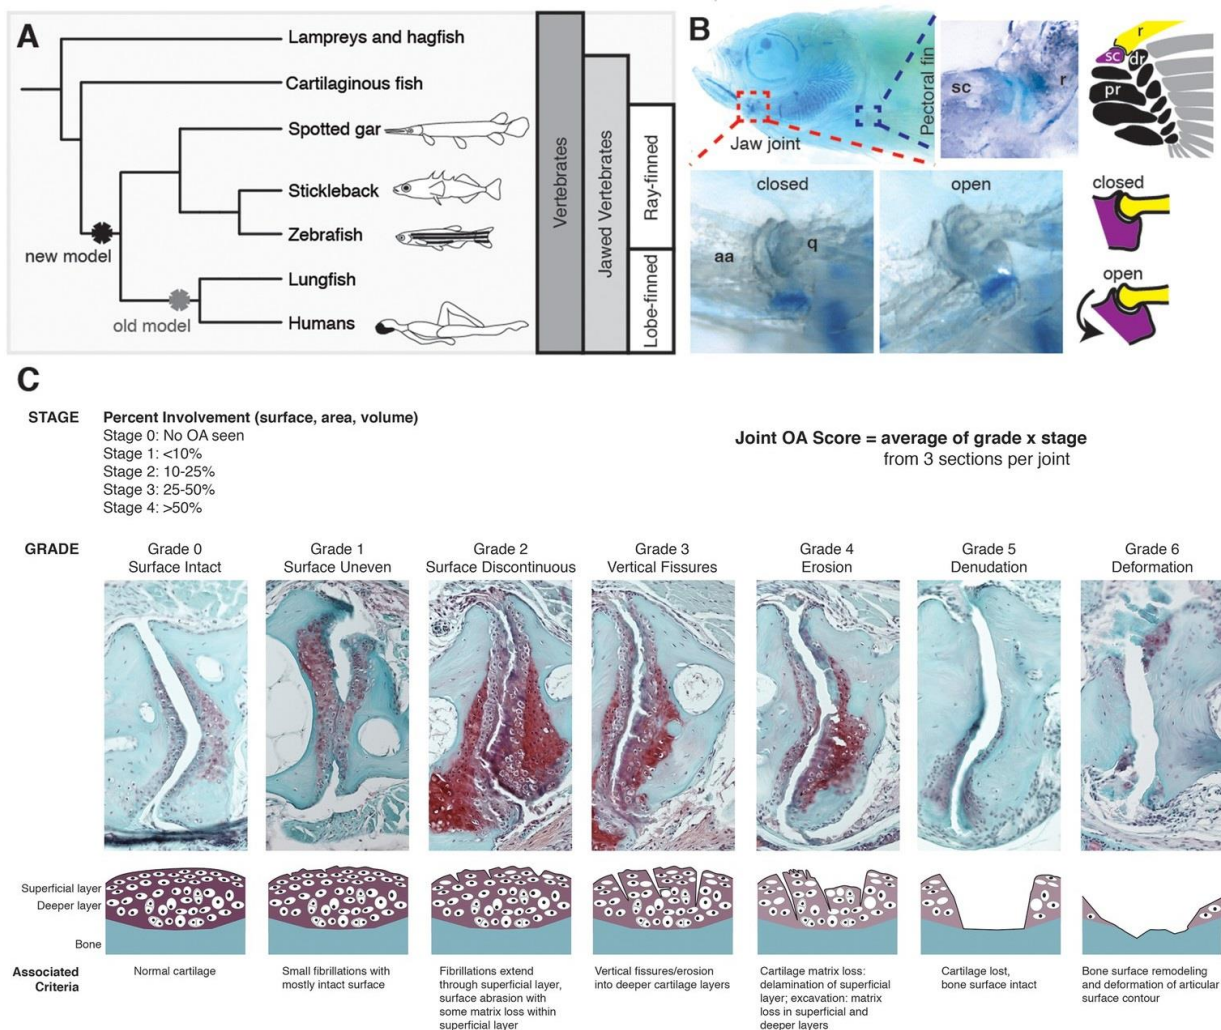 A
Lampreys and hagfish
Cartilaginous fish
Spotted gar
Stickleback
Zebrafish
Lungfish
Humans
new model
old model
Vertebrates
Jawed Vertebrates
Ray-finned
Lobe-finned
B
Jaw joint
Pectoral fin
sc
r
r
sc
dr
pr
closed
open
aa
q
closed
open
C
STAGE
Percent Involvement (surface, area, volume)
Stage 0: No OA seen
Stage 1: <10%
Stage 2: 10-25%
Stage 3: 25-50%
Stage 4: >50%
Joint OA Score = average of grade x stage
from 3 sections per joint
GRADE
Grade 0
Surface Intact
Grade 1
Surface Uneven
Grade 2
Surface Discontinuous
Grade 3
Vertical Fissures
Grade 4
Erosion
Grade 5
Denudation
Grade 6
Deformation
Superficial layer
Deeper layer
Bone
Associated
Criteria
Normal cartilage
Small fibrillations with
mostly intact surface
Fibrillations extend
through superficial layer,
surface abrasion with
some matrix loss within
superficial layer
Vertical fissures/erosion
into deeper cartilage layers
Cartilage matrix loss:
delamination of superficial
layer; excavation: matrix
loss in superficial and
deeper layers
Cartilage lost,
bone surface intact
Bone surface remodeling
and deformation of articular
surface contour